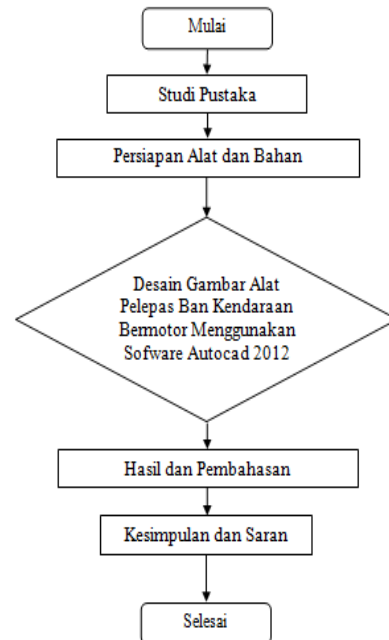 Mulai
Studi Pustaka
Persiapan Alat dan Bahan
Desain Gambar Alat
Pelepas Ban Kendaraan
Bermotor Menggunakan
Sofware Autocad 2012
Hasil dan Pembahasan
Kesimpulan dan Saran
Selesai